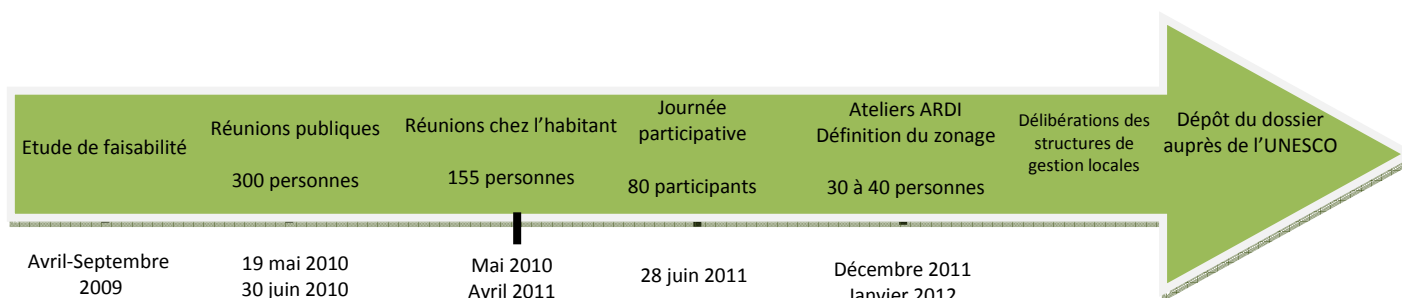 Etude de faisabilité
Réunions publiques
300 personnes
Réunions chez l’habitant
155 personnes
Journée
participative
80 participants
Ateliers ARDI
Définition du zonage
30 à 40 personnes
Délibérations des
structures de
gestion locales
Dépôt du dossier
auprès de l’UNESCO
Avril-Septembre
2009
19 mai 2010
30 juin 2010
Mai 2010
Avril 2011
28 juin 2011
Décembre 2011
Janvier 2012